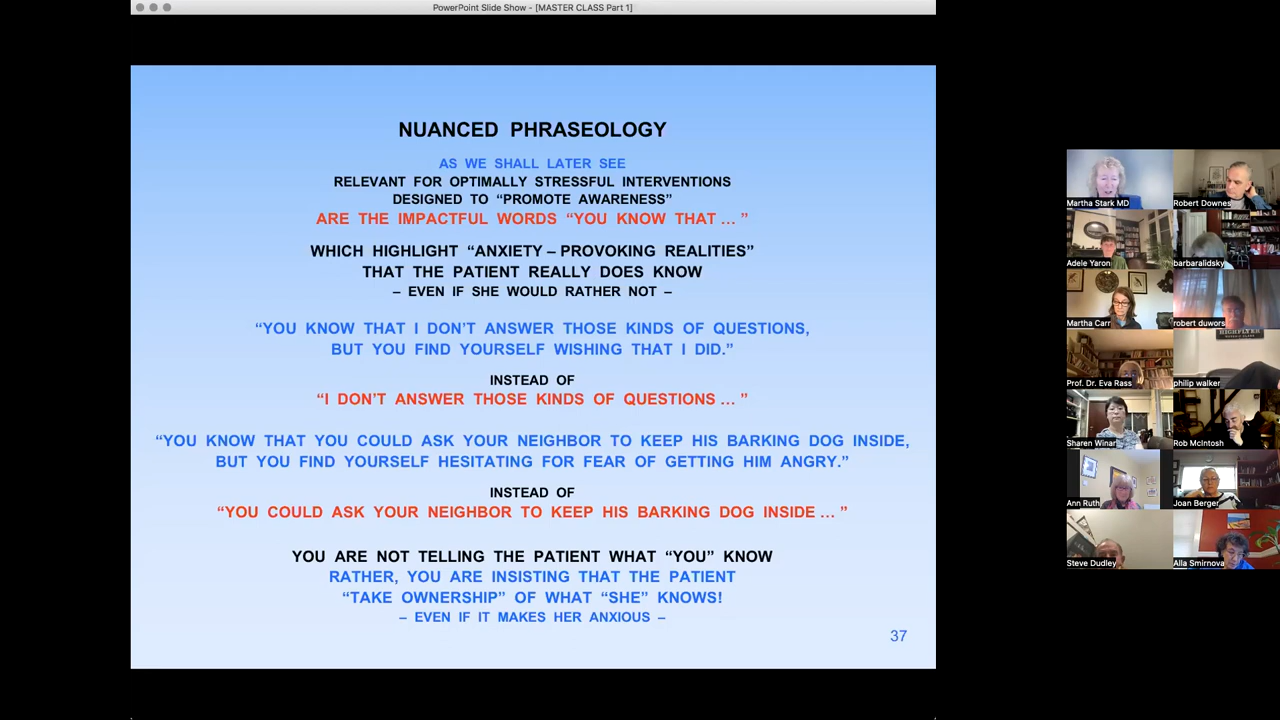 PowerPoint Slide Show - [MASTER CLASS Part 1]
NUANCED PHRASEOLOGY
AS WE SHALL LATER SEE
RELEVANT FOR OPTIMALLY STRESSFUL INTERVENTIONS
DESIGNED TO “PROMOTE AWARENESS”
ARE THE IMPACTFUL WORDS “YOU KNOW THAT … ”
WHICH HIGHLIGHT “ANXIETY – PROVOKING REALITIES”
THAT THE PATIENT REALLY DOES KNOW
– EVEN IF SHE WOULD RATHER NOT –
“YOU KNOW THAT I DON’T ANSWER THOSE KINDS OF QUESTIONS,
BUT YOU FIND YOURSELF WISHING THAT I DID.”
INSTEAD OF
“I DON’T ANSWER THOSE KINDS OF QUESTIONS … ”
“YOU KNOW THAT YOU COULD ASK YOUR NEIGHBOR TO KEEP HIS BARKING DOG INSIDE,
BUT YOU FIND YOURSELF HESITATING FOR FEAR OF GETTING HIM ANGRY.”
INSTEAD OF
“YOU COULD ASK YOUR NEIGHBOR TO KEEP HIS BARKING DOG INSIDE … ”
YOU ARE NOT TELLING THE PATIENT WHAT “YOU” KNOW
RATHER, YOU ARE INSISTING THAT THE PATIENT
“TAKE OWNERSHIP” OF WHAT “SHE” KNOWS!
– EVEN IF IT MAKES HER ANXIOUS –
37
Martha Stark MD
Robert Downes
Adele Yaron
barbaralidsky
Martha Carr
robert duwors
Prof. Dr. Eva Rass
philip walker
HIGHFLYER
Sharen Winar
Rob McIntosh
Ann Ruth
Joan Berger
Steve Dudley
Alla Smirnova